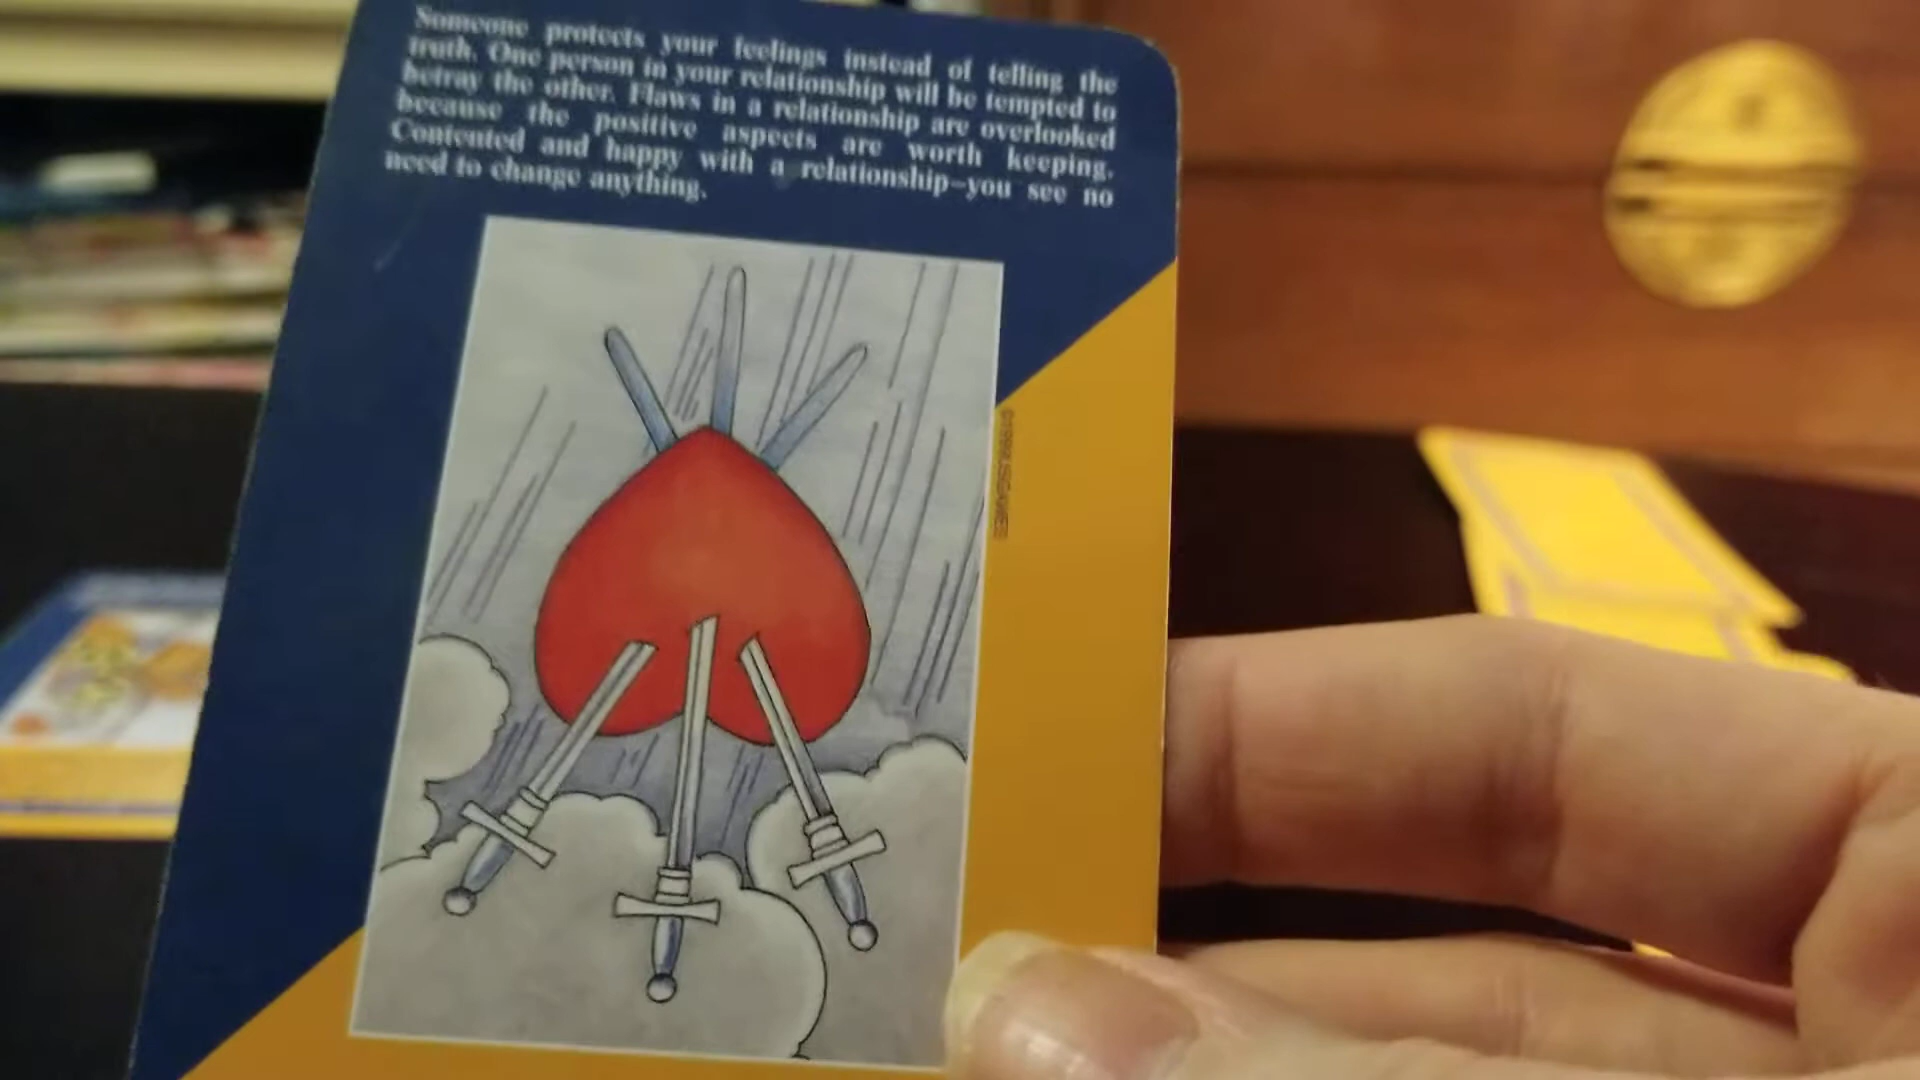 Someone protects your feelings instead of telling the
truth. One person in your relationship will be tempted to
betray the other. Flaws in a relationship are overlooked
because the positive aspects are worth keeping.
Contented and happy with a relationship–you see no
need to change anything.